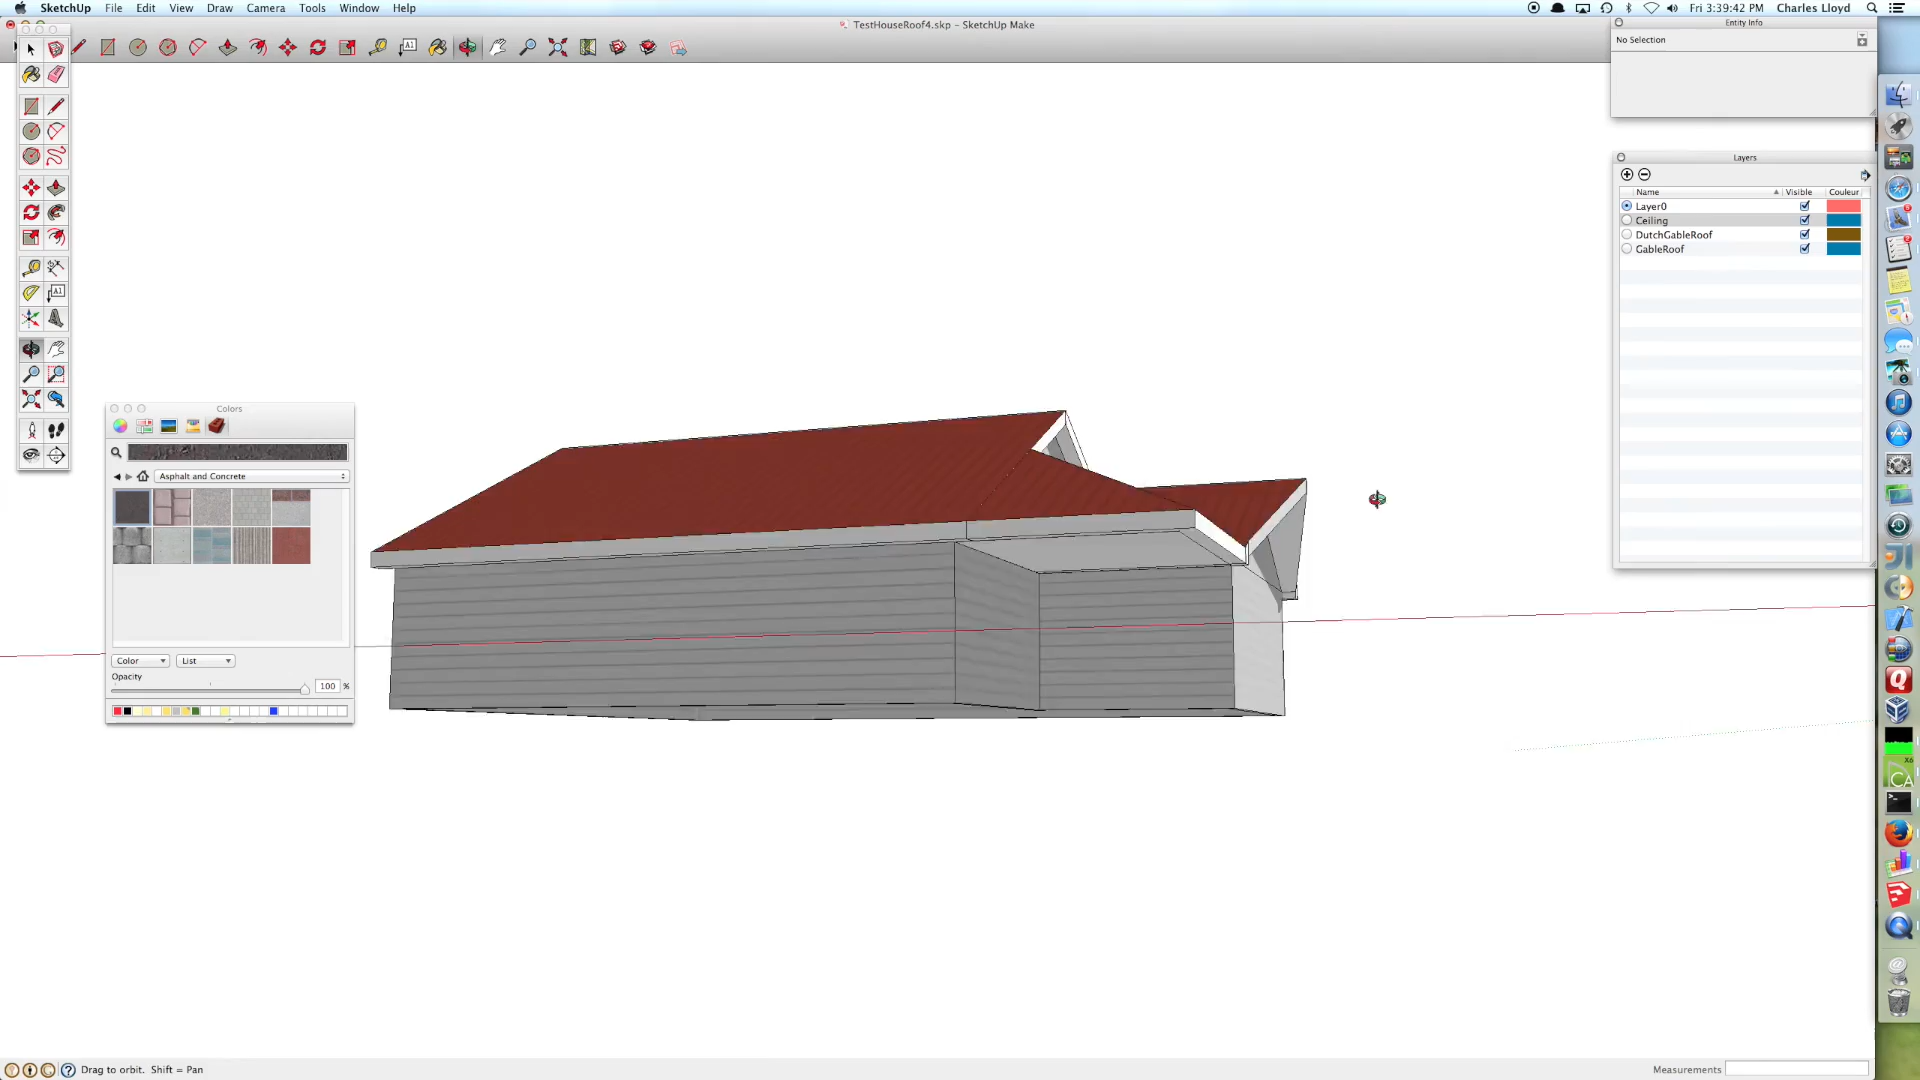 SketchUp File Edit View Draw Camera Tools Window Help
Fri 3:39:42 PM Charles Lloyd
TestHouseRoof4.skp - SketchUp Make
Entity Info
No Selection
Layers
Name Visible Couleur
Layer0
Ceiling
DutchGableRoof
GableRoof
Colors
Asphalt and Concrete
Color List
Opacity
100 %
Drag to orbit. Shift = Pan
Measurements